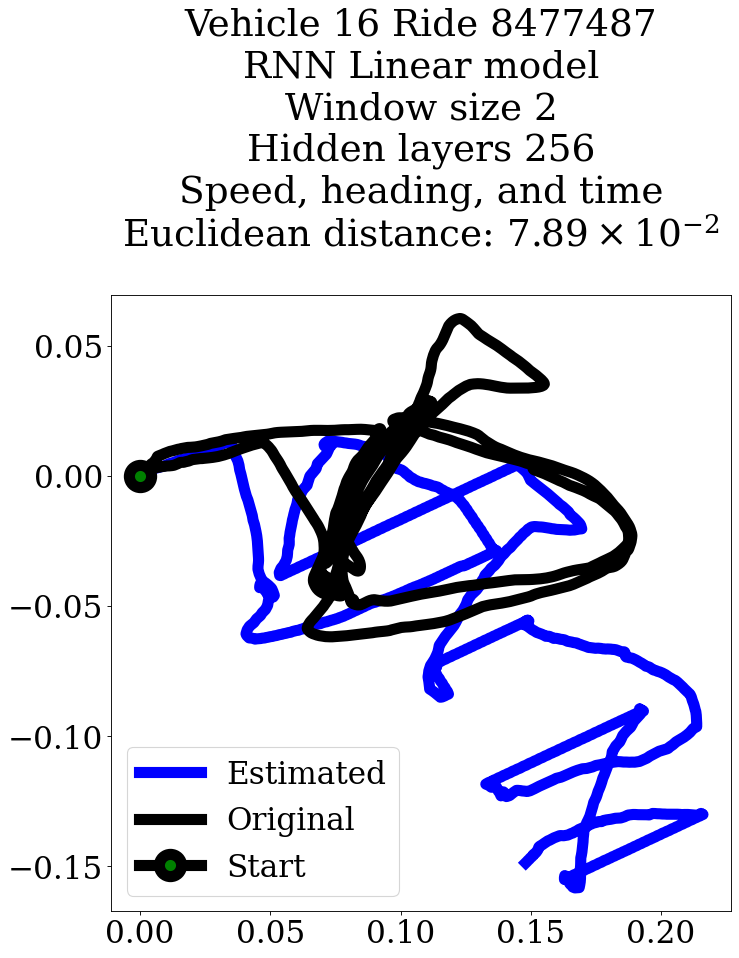 Vehicle 16 Ride 8477487
RNN Linear model
Window size 2
Hidden layers 256
Speed, heading, and time
Euclidean distance: 7.89 × 10⁻²
0.05
0.00
−0.05
−0.10
−0.15
Estimated
Original
Start
0.00 0.05 0.10 0.15 0.20